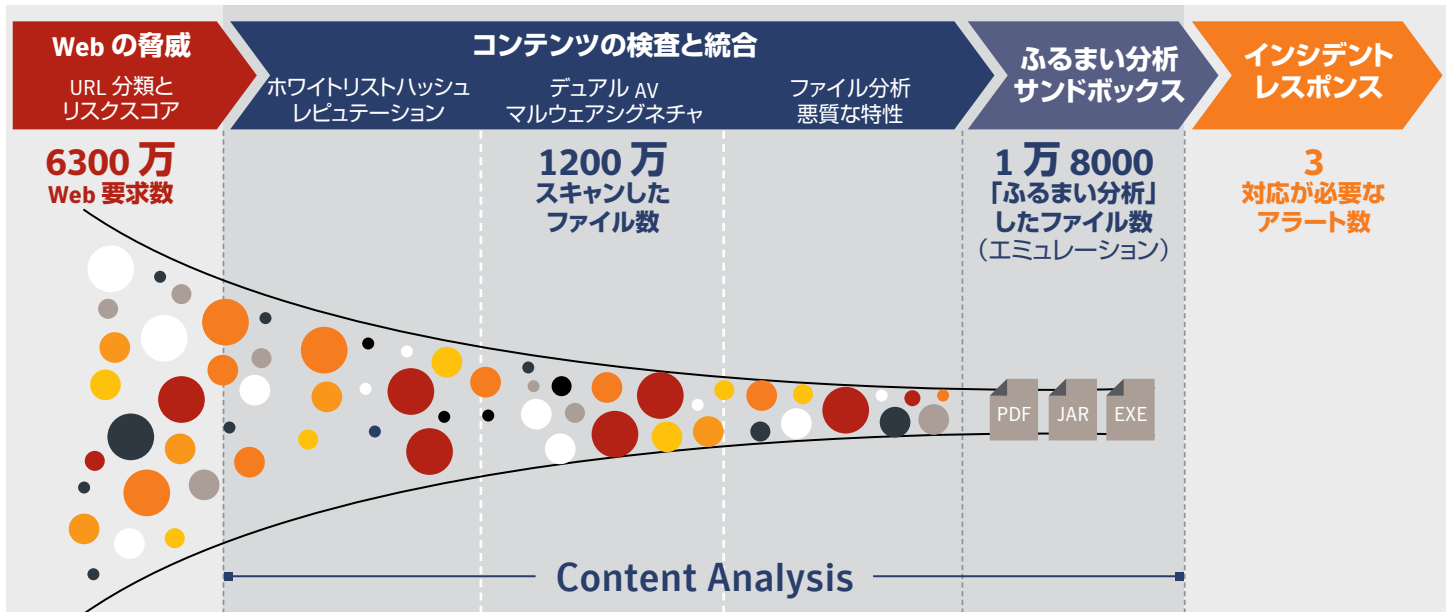 Web の脅威
URL 分類と
リスクスコア
コンテンツの検査と統合
ホワイトリストハッシュ
レピュテーション
デュアル AV
マルウェアシグネチャ
ファイル分析
悪質な特性
ふるまい分析
サンドボックス
インシデント
レスポンス
6300 万
Web 要求数
1200 万
スキャンした
ファイル数
1 万 8000
「ふるまい分析」
したファイル数
（エミュレーション）
3
対応が必要な
アラート数
PDF
JAR
EXE
Content Analysis